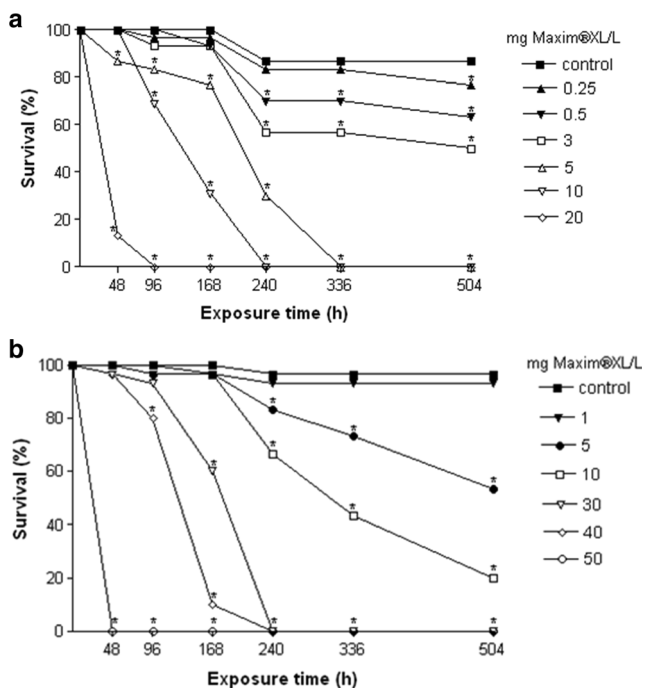 a
mg Maxim®XL/L
control
0.25
0.5
3
5
10
20
Survival (%)
100
80
60
40
20
0
48 96 168 240 336 504
Exposure time (h)
b
mg Maxim®XL/L
control
1
5
10
30
40
50
Survival (%)
100
80
60
40
20
0
48 96 168 240 336 504
Exposure time (h)